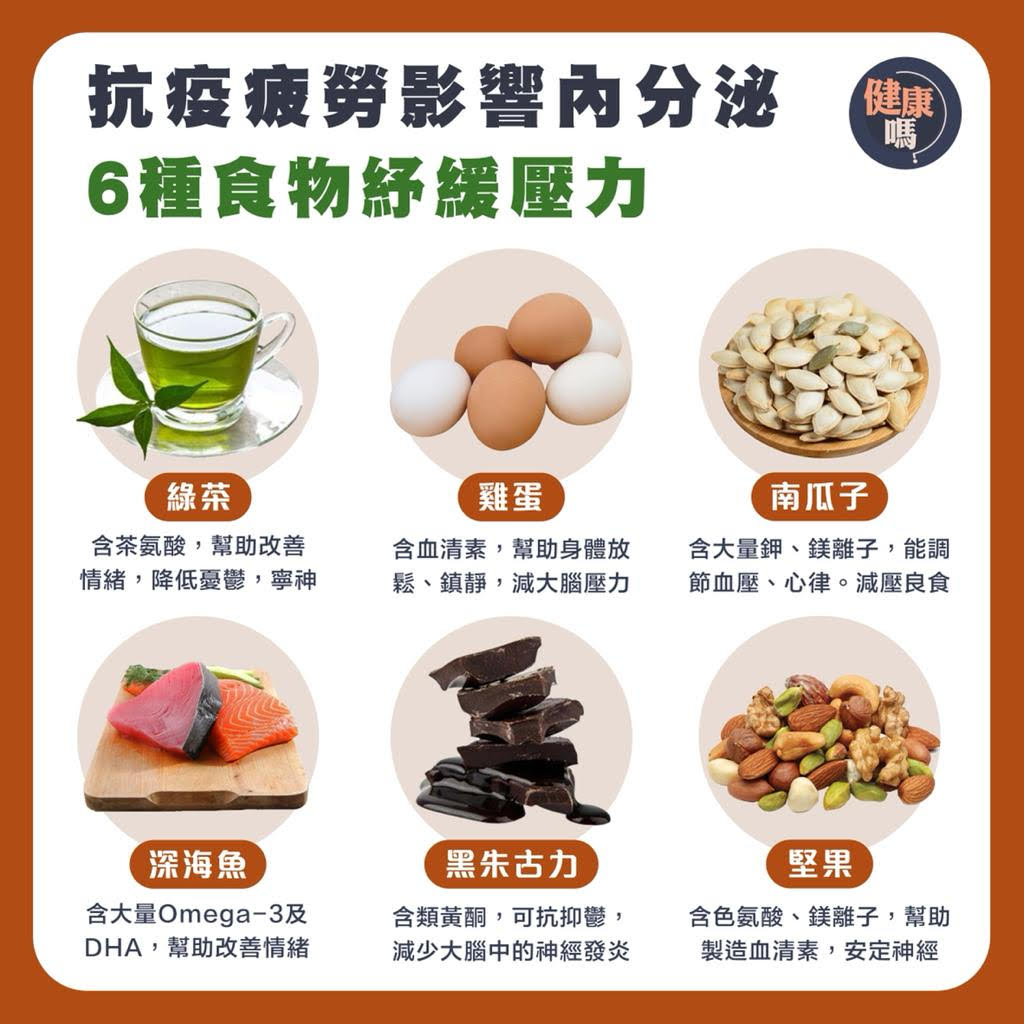 抗疫疲勞影響內分泌
健康
嗎?
6種食物紓緩壓力
綠茶
含茶氨酸，幫助改善
情緒，降低憂鬱，寧神
雞蛋
含血清素，幫助身體放
鬆、鎮靜，減大腦壓力
南瓜子
含大量鉀、鎂離子，能調
節血壓、心律。減壓良食
深海魚
含大量Omega-3及
DHA，幫助改善情緒
黑朱古力
含類黃酮，可抗抑鬱，
減少大腦中的神經發炎
堅果
含色氨酸、鎂離子，幫助
製造血清素，安定神經